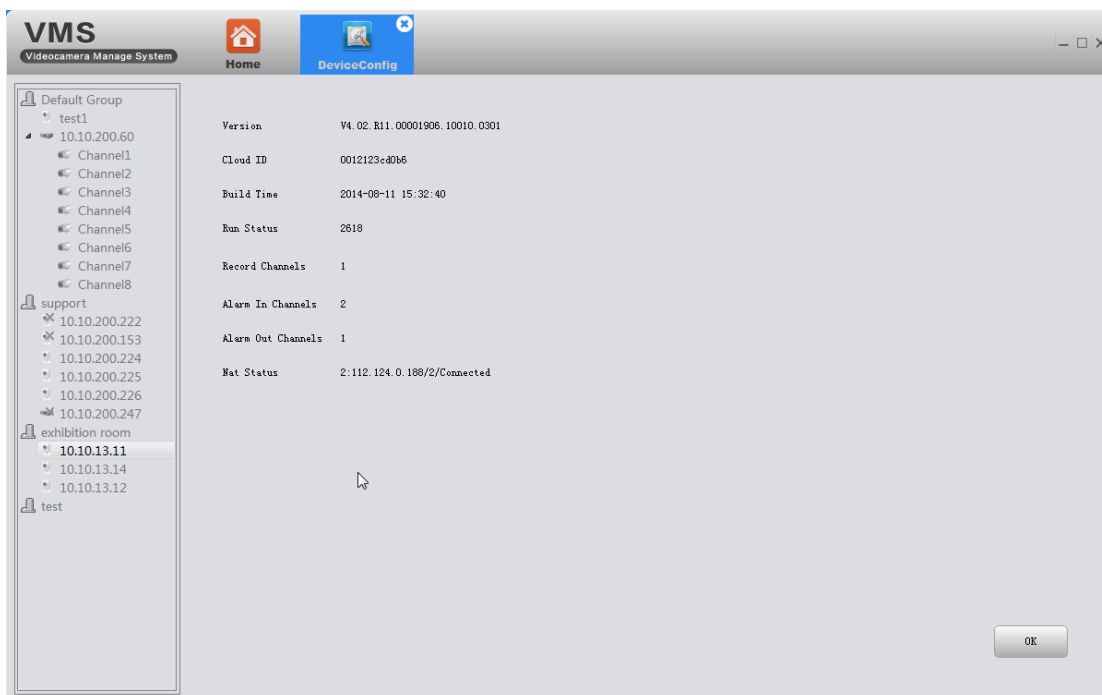 VMS
Videocamera Manage System
Home
DeviceConfig
Default Group
test1
10.10.200.60
Channel1
Channel2
Channel3
Channel4
Channel5
Channel6
Channel7
Channel8
support
10.10.200.222
10.10.200.153
10.10.200.224
10.10.200.225
10.10.200.226
10.10.200.247
exhibition room
10.10.13.11
10.10.13.14
10.10.13.12
test
Version V4.02.R11.00001906.10010.0301
Cloud ID 0012123cd0b6
Build Time 2014-08-11 15:32:40
Run Status 2618
Record Channels 1
Alarm In Channels 2
Alarm Out Channels 1
Nat Status 2:112.124.0.188/2/Connected
OK